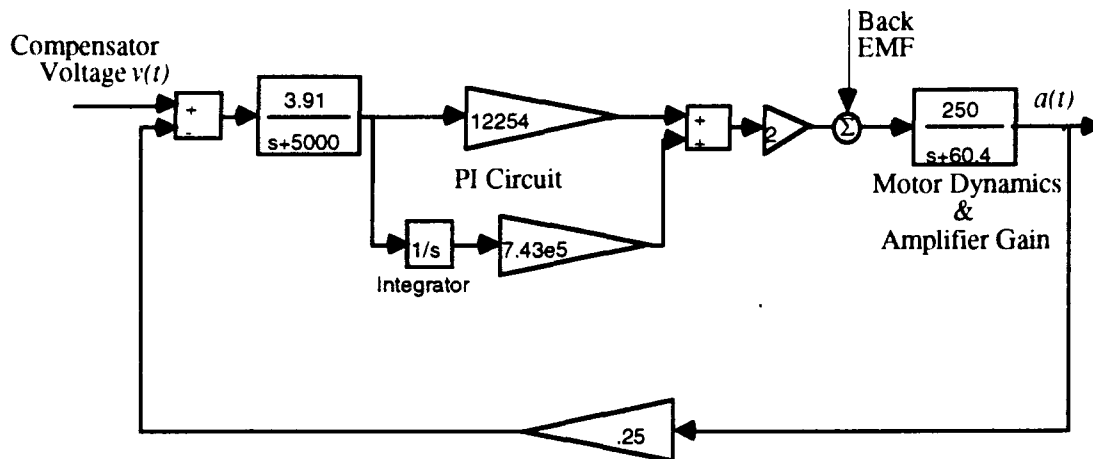 Compensator
Voltage v(t)
+
-
3.91
s+5000
12254
PI Circuit
1/s
Integrator
7.43e5
+
+
2
Back
EMF
Σ
250
s+60.4
a(t)
Motor Dynamics
&
Amplifier Gain
.25